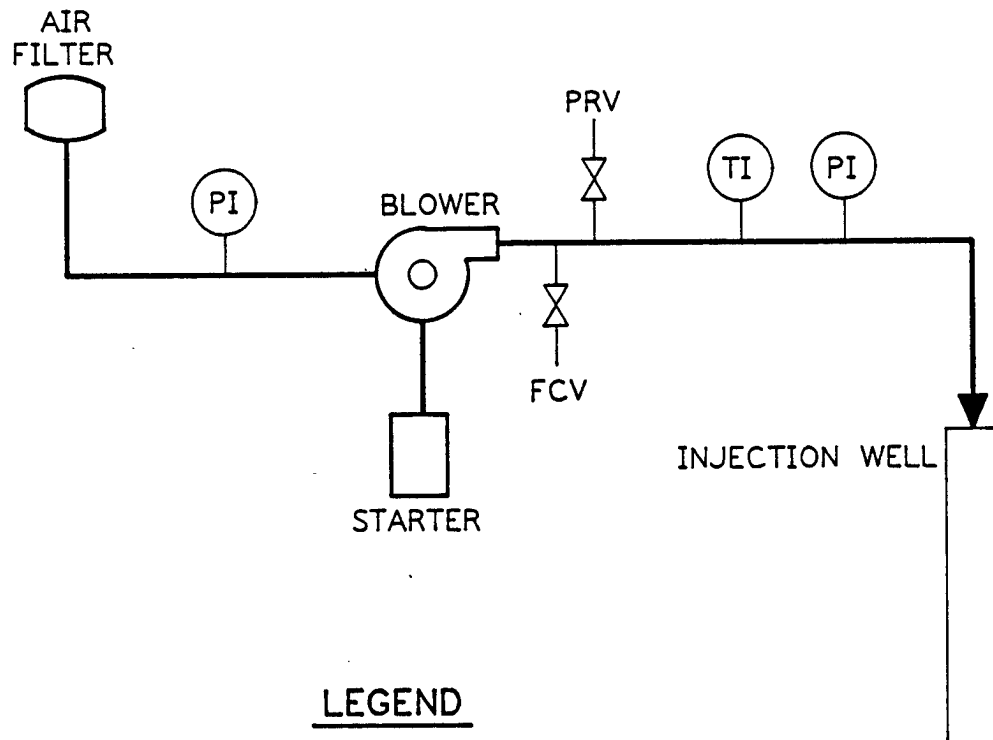 AIR
FILTER
PRV
TI
PI
PI
BLOWER
FCV
INJECTION WELL
STARTER
LEGEND